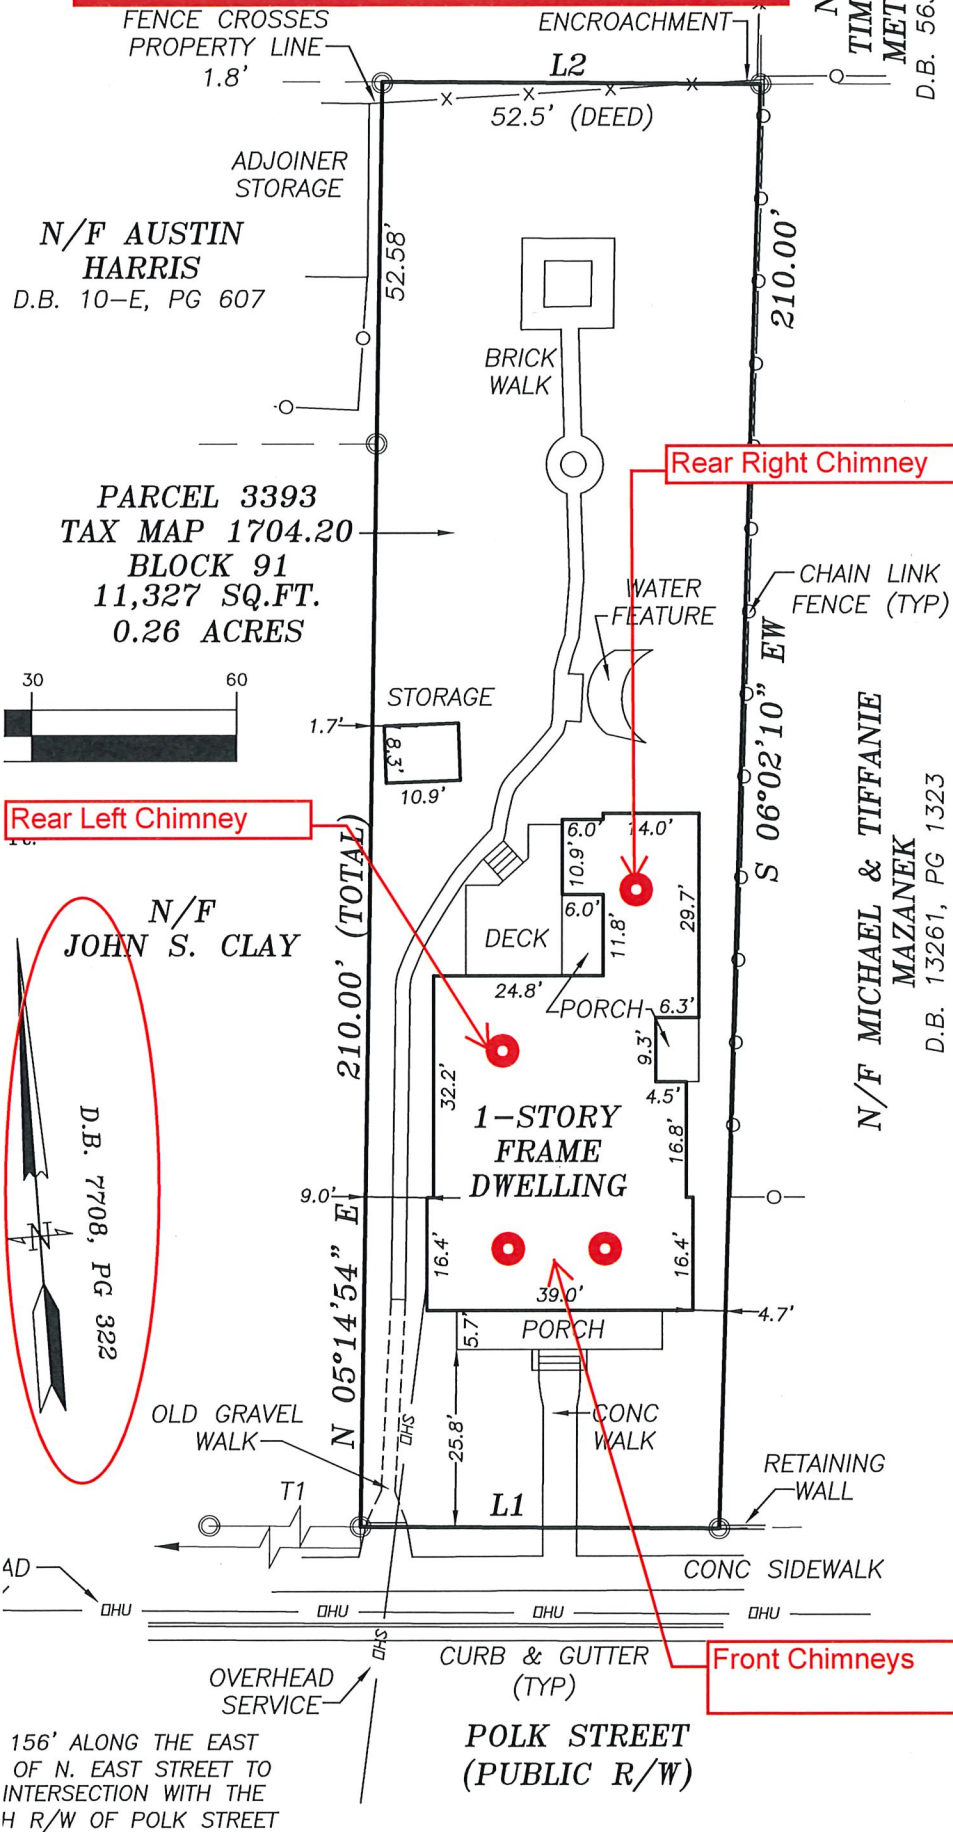 FENCE CROSSES
PROPERTY LINE
1.8'
ENCROACHMENT
L2
52.5' (DEED)
TIM
MET
D.B. 563
ADJOINER
STORAGE
N/F AUSTIN
HARRIS
D.B. 10-E, PG 607
52.58'
210.00'
BRICK
WALK
Rear Right Chimney
PARCEL 3393
TAX MAP 1704.20
BLOCK 91
11,327 SQ.FT.
0.26 ACRES
WATER
FEATURE
CHAIN LINK
FENCE (TYP)
S 06°02'10" EW
30
60
STORAGE
1.7'
8.3'
10.9'
N/F MICHAEL & TIFFANIE
MAZANEK
D.B. 13261, PG 1323
Rear Left Chimney
6.0'
14.0'
10.9'
29.7'
6.0'
11.8'
DECK
24.8'
PORCH
6.3'
9.3'
4.5'
N/F
JOHN S. CLAY
210.00' (TOTAL)
N 05°14'54" E
32.2'
1-STORY
FRAME
DWELLING
16.8'
N
D.B. 7708, PG 322
9.0'
16.4'
16.4'
39.0'
4.7'
5.7'
PORCH
OLD GRAVEL
WALK
OHS
25.8'
CONC
WALK
RETAINING
WALL
T1
L1
CONC SIDEWALK
AD
OHU
OHU
OHU
OHU
OHS
CURB & GUTTER
(TYP)
Front Chimneys
OVERHEAD
SERVICE
156' ALONG THE EAST
OF N. EAST STREET TO
INTERSECTION WITH THE
H R/W OF POLK STREET
POLK STREET
(PUBLIC R/W)